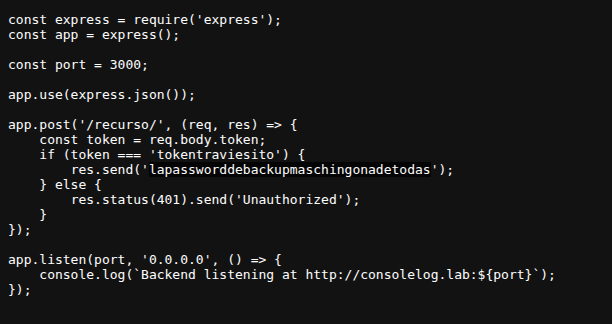 const express = require('express');
const app = express();
const port = 3000;
app.use(express.json());
app.post('/recurso/', (req, res) => {
    const token = req.body.token;
    if (token === 'tokentraviesito') {
        res.send('lapassworddebackupmaschingonadetodas');
    } else {
        res.status(401).send('Unauthorized');
    }
});
app.listen(port, '0.0.0.0', () => {
    console.log(`Backend listening at http://consolelog.lab:${port}`);
});